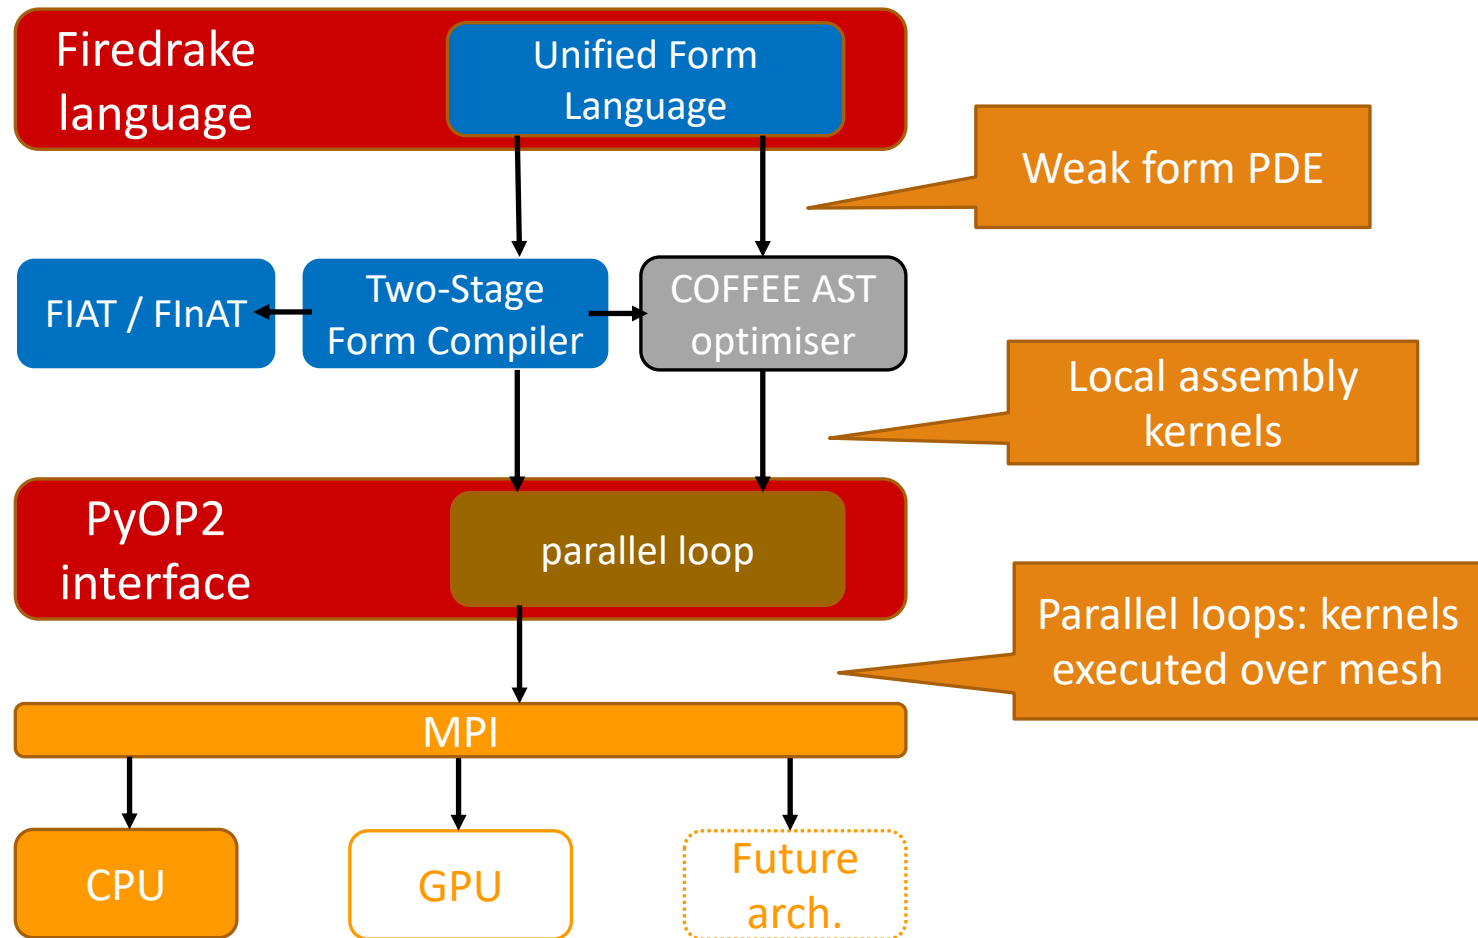 Firedrake
language
Unified Form
Language
Weak form PDE
FIAT / FInAT
Two-Stage
Form Compiler
COFFEE AST
optimiser
Local assembly
kernels
PyOP2
interface
parallel loop
Parallel loops: kernels
executed over mesh
MPI
CPU
GPU
Future
arch.